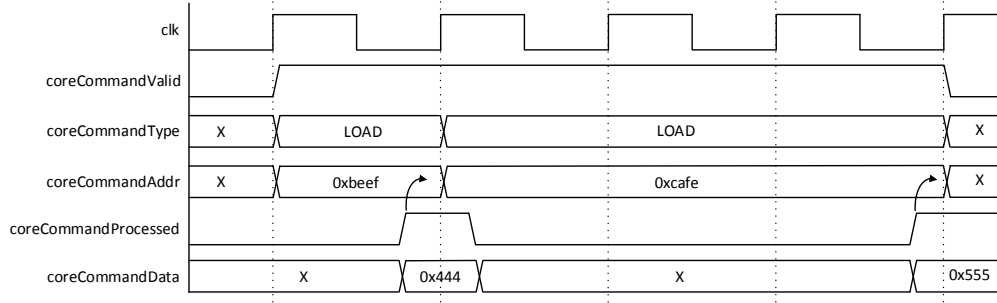 clk
coreCommandValid
coreCommandType X LOAD LOAD X
coreCommandAddr X 0xbeef 0xcafe X
coreCommandProcessed
coreCommandData X 0x444 X 0x555